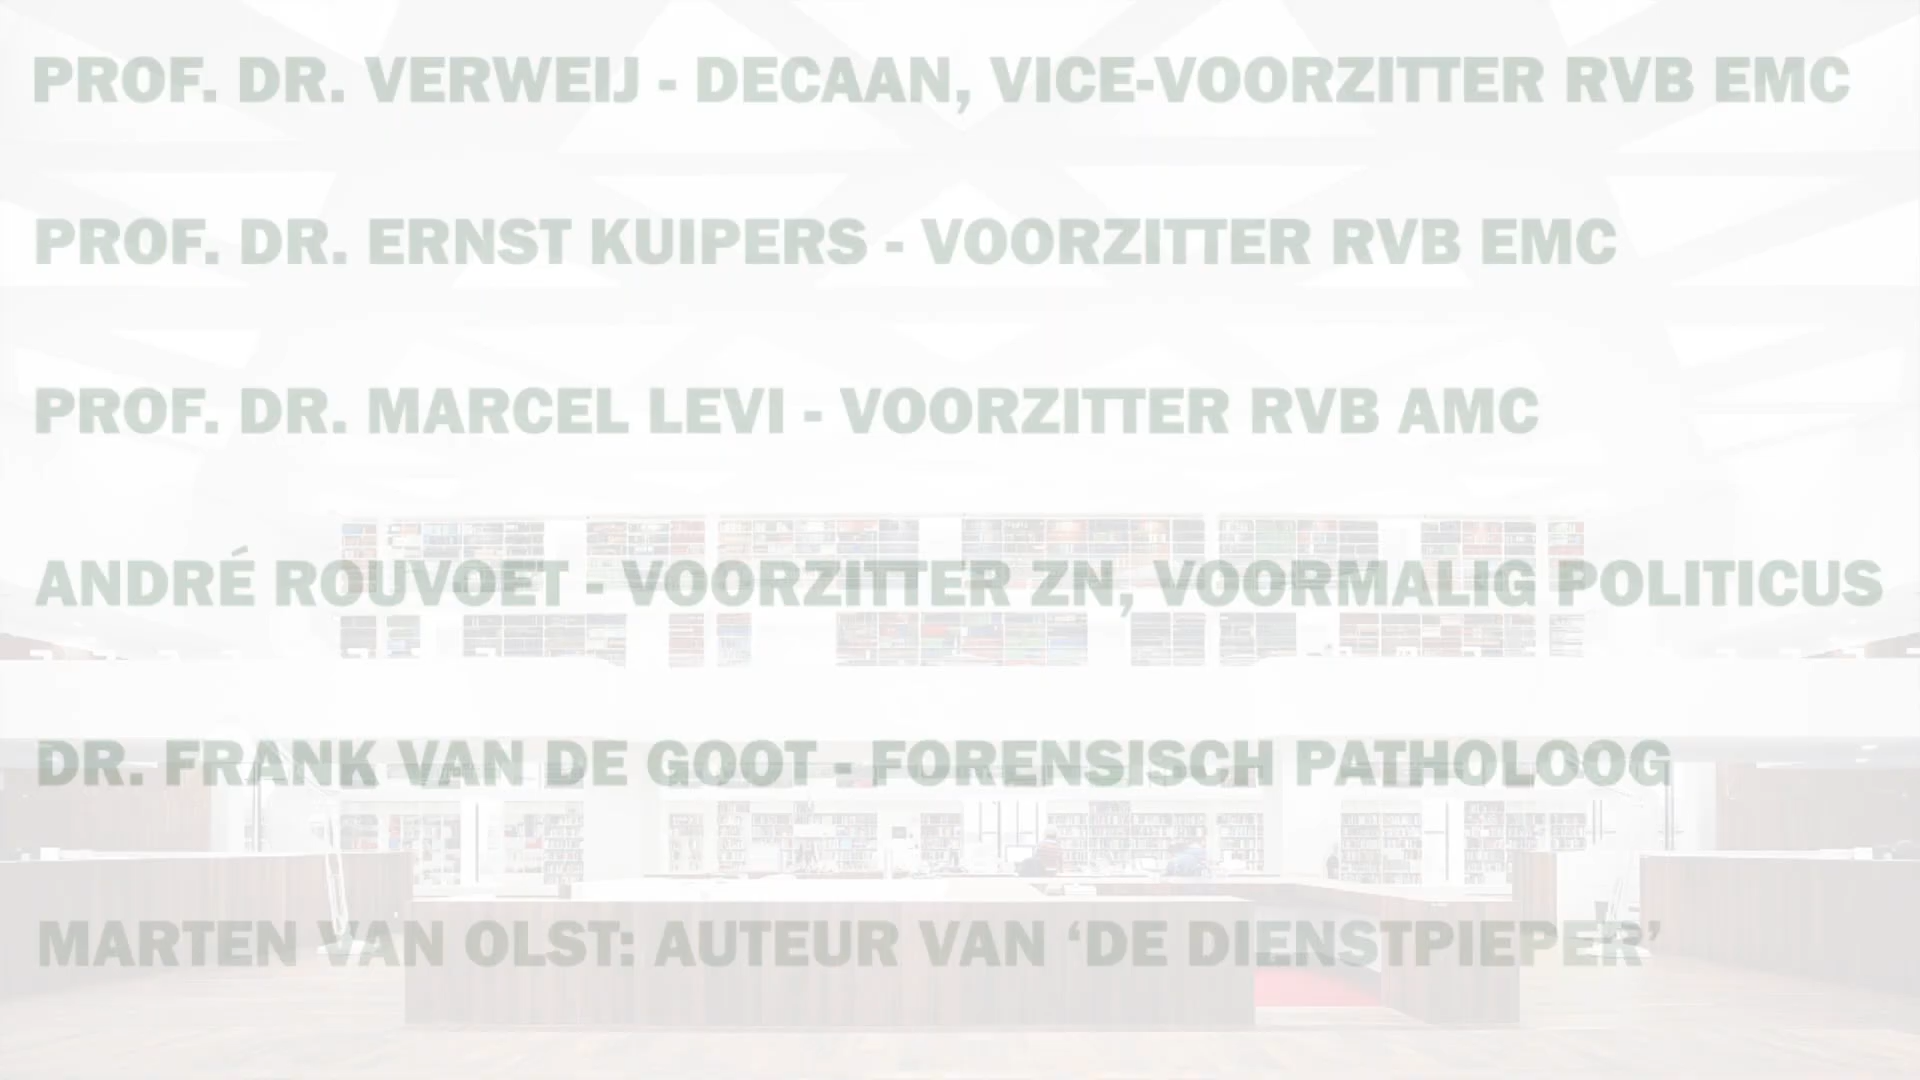 PROF. DR. VERWEIJ - DECAAN, VICE-VOORZITTER RVB EMC
PROF. DR. ERNST KUIPERS - VOORZITTER RVB EMC
PROF. DR. MARCEL LEVI - VOORZITTER RVB AMC
ANDRÉ ROUVOET - VOORZITTER ZN, VOORMALIG POLITICUS
DR. FRANK VAN DE GOOT - FORENSISCH PATHOLOOG
MARTEN VAN OLST: AUTEUR VAN ‘DE DIENSTPIEPER’